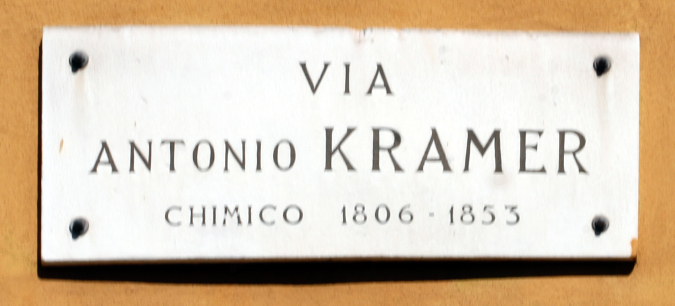 VIA
ANTONIO KRAMER
CHIMICO 1806 - 1853